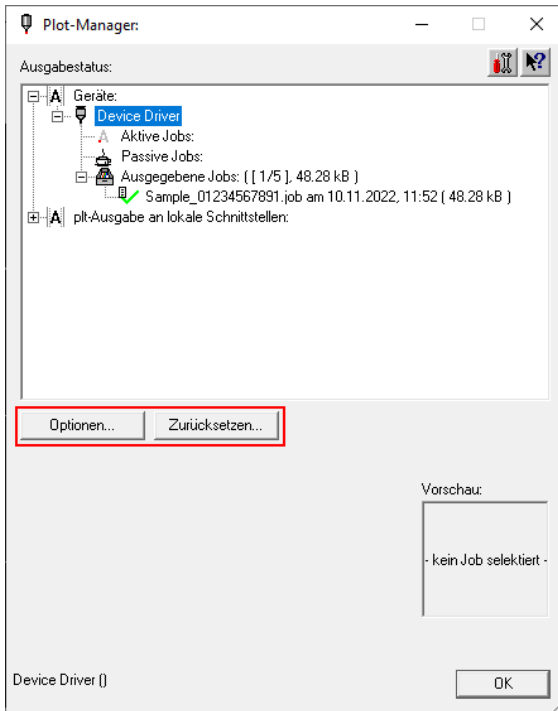 Plot-Manager:
Ausgabestatus:
Geräte:
Device Driver
Aktive Jobs:
Passive Jobs:
Ausgegebene Jobs: ( [ 1/5 ], 48.28 kB )
Sample_01234567891.job am 10.11.2022, 11:52 ( 48.28 kB )
plt-Ausgabe an lokale Schnittstellen:
Optionen... Zurücksetzen...
Vorschau:
- kein Job selektiert -
Device Driver () OK